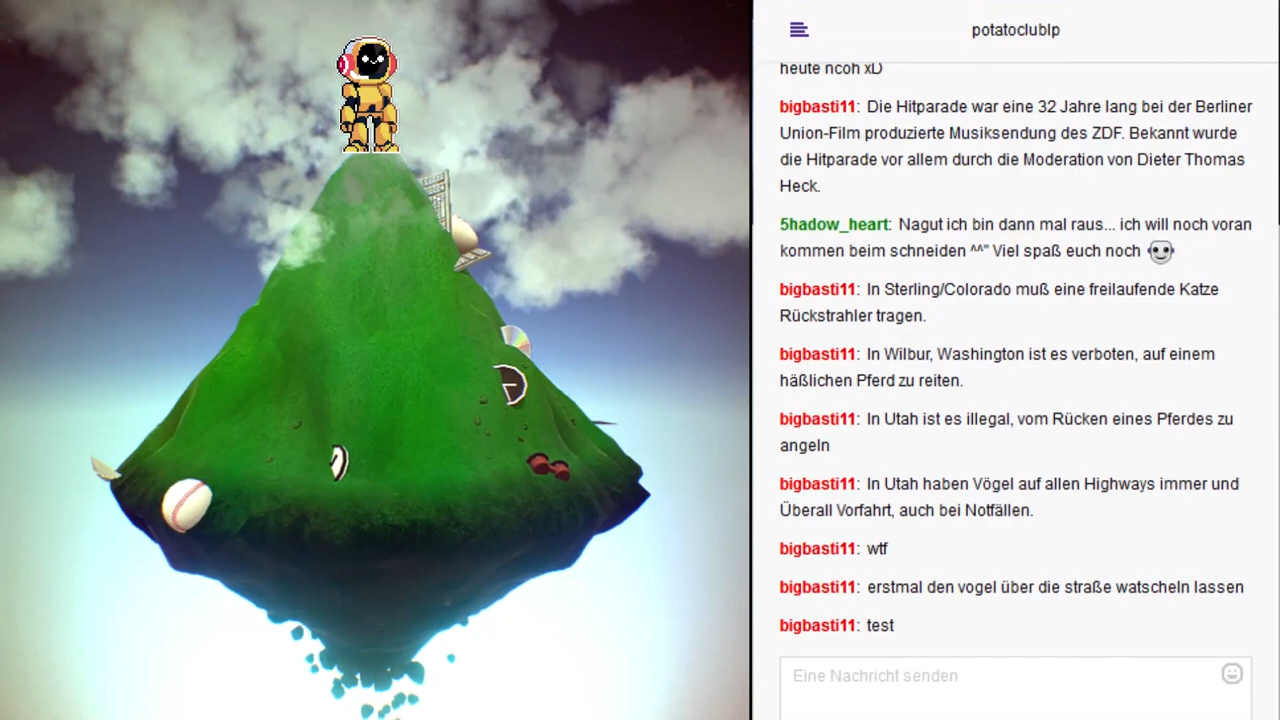 potatoclublp
heute ncoh xD
bigbasti11: Die Hitparade war eine 32 Jahre lang bei der Berliner
Union-Film produzierte Musiksendung des ZDF. Bekannt wurde
die Hitparade vor allem durch die Moderation von Dieter Thomas
Heck.
5hadow_heart: Nagut ich bin dann mal raus... ich will noch voran
kommen beim schneiden ^^" Viel spaß euch noch
bigbasti11: In Sterling/Colorado muß eine freilaufende Katze
Rückstrahler tragen.
bigbasti11: In Wilbur, Washington ist es verboten, auf einem
häßlichen Pferd zu reiten.
bigbasti11: In Utah ist es illegal, vom Rücken eines Pferdes zu
angeln
bigbasti11: In Utah haben Vögel auf allen Highways immer und
Überall Vorfahrt, auch bei Notfällen.
bigbasti11: wtf
bigbasti11: erstmal den vogel über die straße watscheln lassen
bigbasti11: test
Eine Nachricht senden